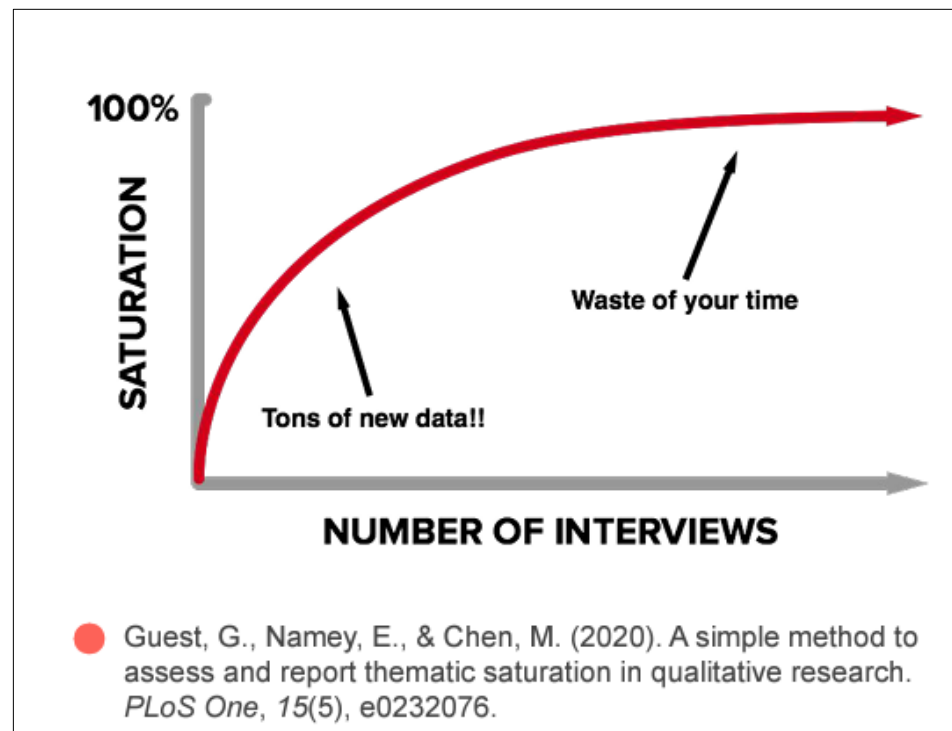 100%
SATURATION
Waste of your time
Tons of new data!!
NUMBER OF INTERVIEWS
Guest, G., Namey, E., & Chen, M. (2020). A simple method to
assess and report thematic saturation in qualitative research.
PLoS One, 15(5), e0232076.